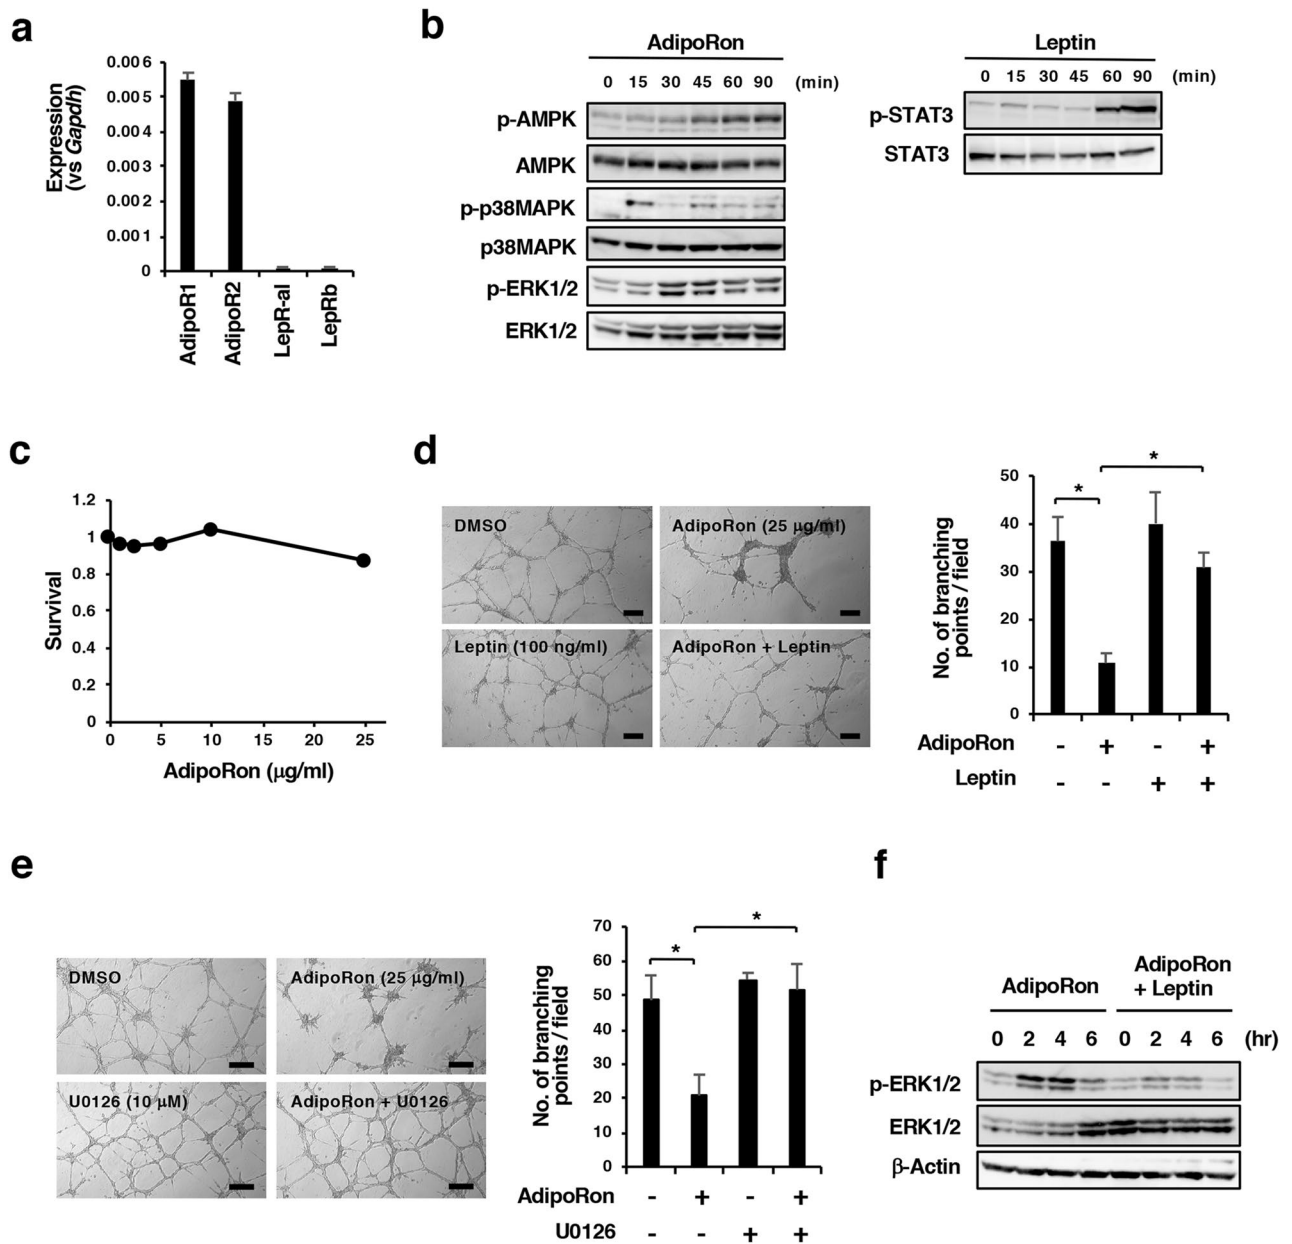 a
Expression
(vs Gapdh)
0.006
0.005
0.004
0.003
0.002
0.001
0
AdipoR1
AdipoR2
LepR-al
LepRb
b
AdipoRon
0 15 30 45 60 90 (min)
p-AMPK
AMPK
p-p38MAPK
p38MAPK
p-ERK1/2
ERK1/2
Leptin
0 15 30 45 60 90 (min)
p-STAT3
STAT3
c
Survival
1.2
1
0.8
0.6
0.4
0.2
0
0 5 10 15 20 25
AdipoRon (μg/ml)
d
DMSO
AdipoRon (25 μg/ml)
Leptin (100 ng/ml)
AdipoRon + Leptin
No. of branching
points / field
50
40
30
20
10
0
*
*
AdipoRon - + - +
Leptin - - + +
e
DMSO
AdipoRon (25 μg/ml)
U0126 (10 μM)
AdipoRon + U0126
No. of branching
points / field
70
60
50
40
30
20
10
0
*
*
AdipoRon - + - +
U0126 - - + +
f
AdipoRon
AdipoRon
+ Leptin
0 2 4 6 0 2 4 6 (hr)
p-ERK1/2
ERK1/2
β-Actin